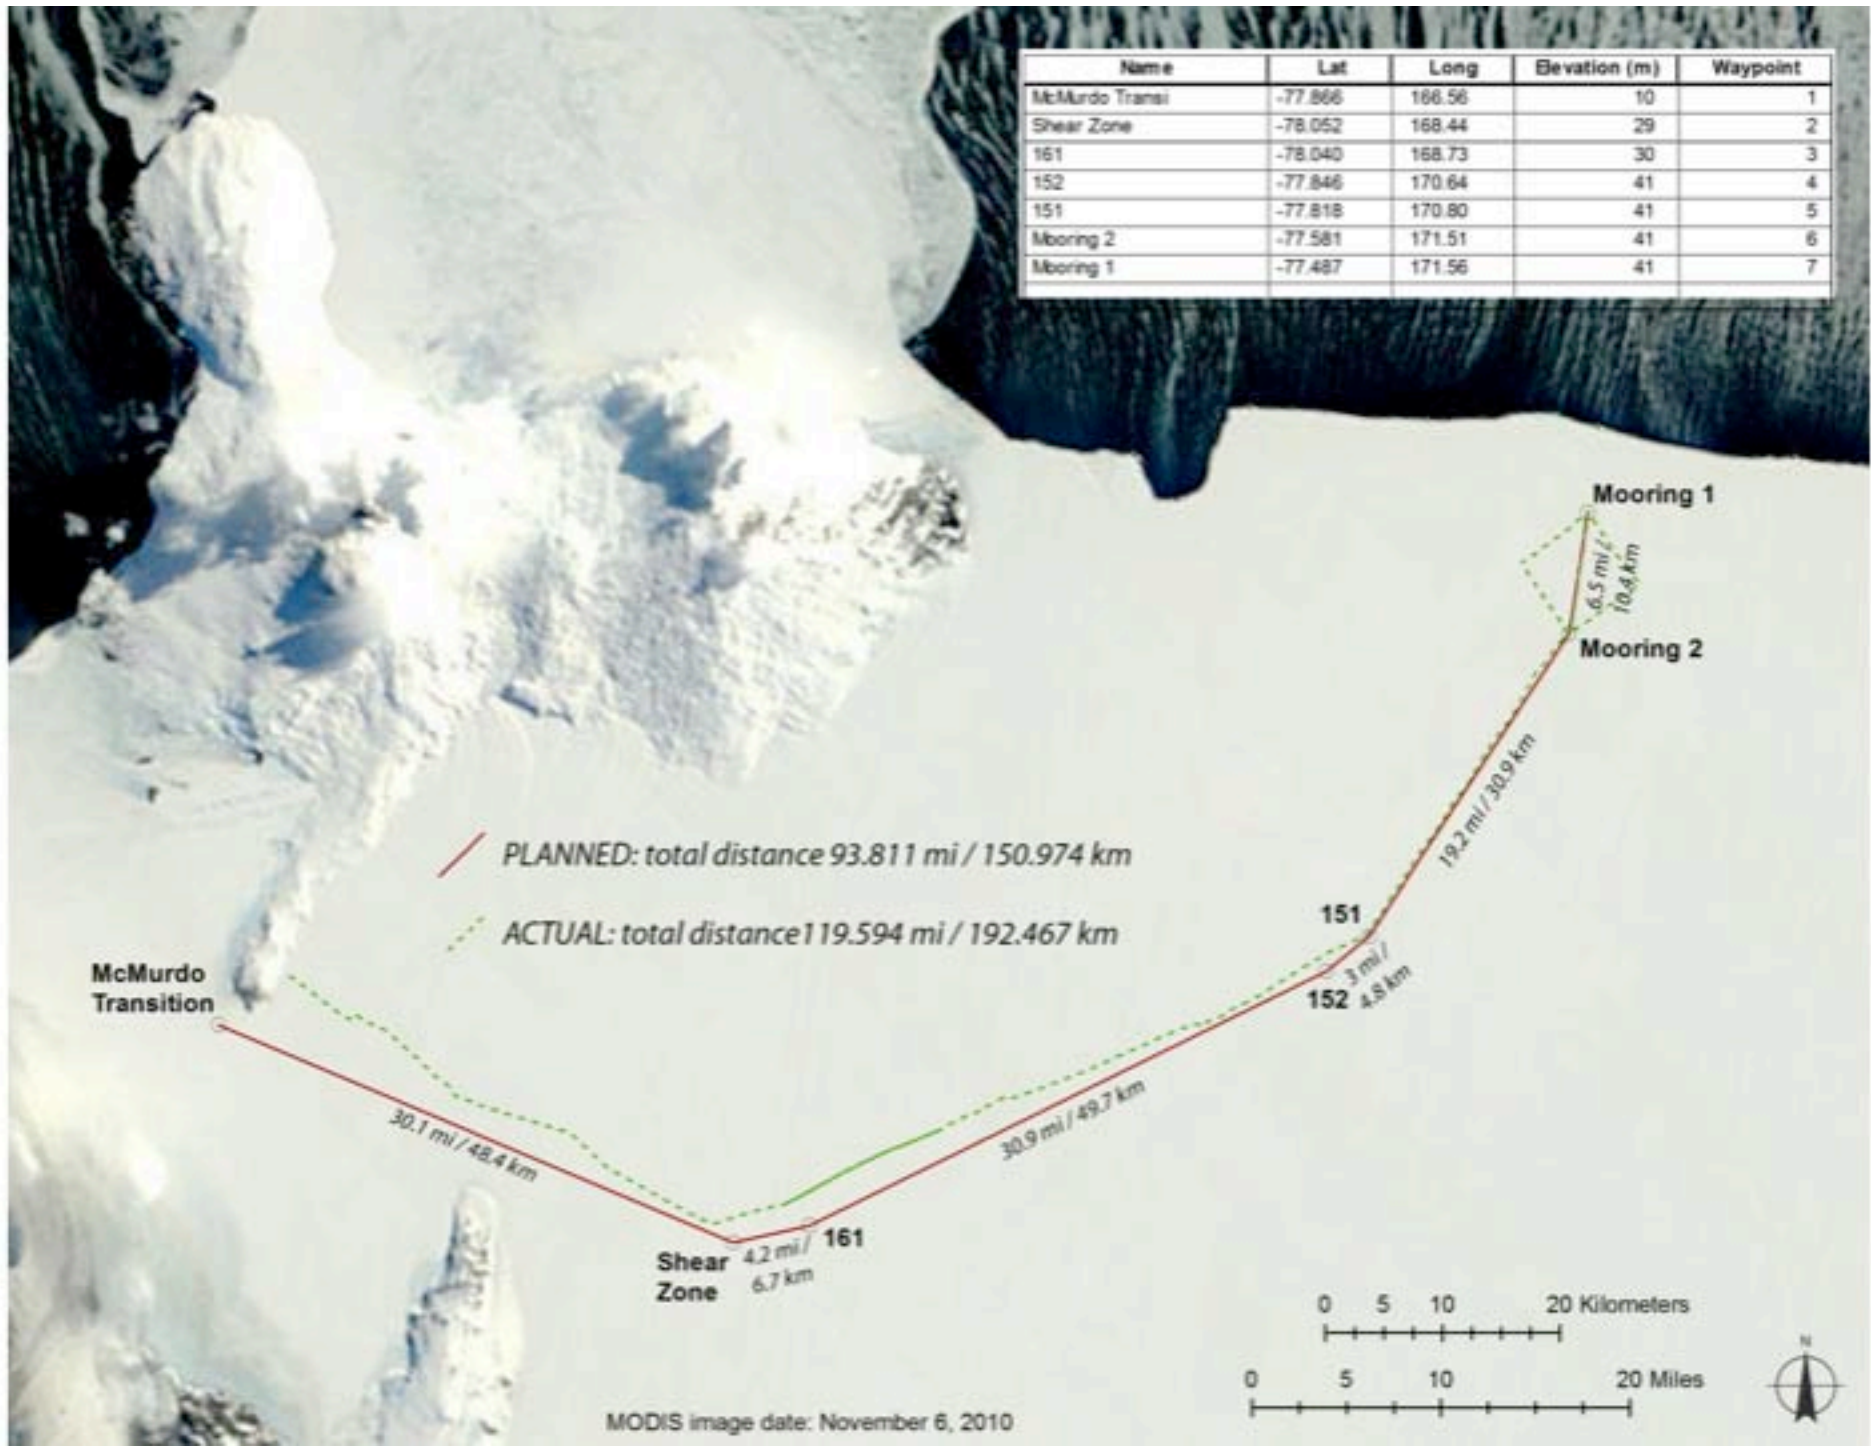 Name Lat Long Elevation (m) Waypoint
McMurdo Transi -77.866 166.56 10 1
Shear Zone -78.052 168.44 29 2
161 -78.040 168.73 30 3
152 -77.846 170.64 41 4
151 -77.818 170.80 41 5
Mooring 2 -77.581 171.51 41 6
Mooring 1 -77.487 171.56 41 7
Mooring 1
6.5 mi /
10.4 km
Mooring 2
19.2 mi / 30.9 km
PLANNED: total distance 93.811 mi / 150.974 km
ACTUAL: total distance119.594 mi / 192.467 km
151
3 mi /
4.8 km
152
McMurdo
Transition
30.1 mi / 48.4 km
30.9 mi / 49.7 km
161
Shear
Zone
4.2 mi /
6.7 km
0 5 10 20 Kilometers
0 5 10 20 Miles
N
MODIS image date: November 6, 2010